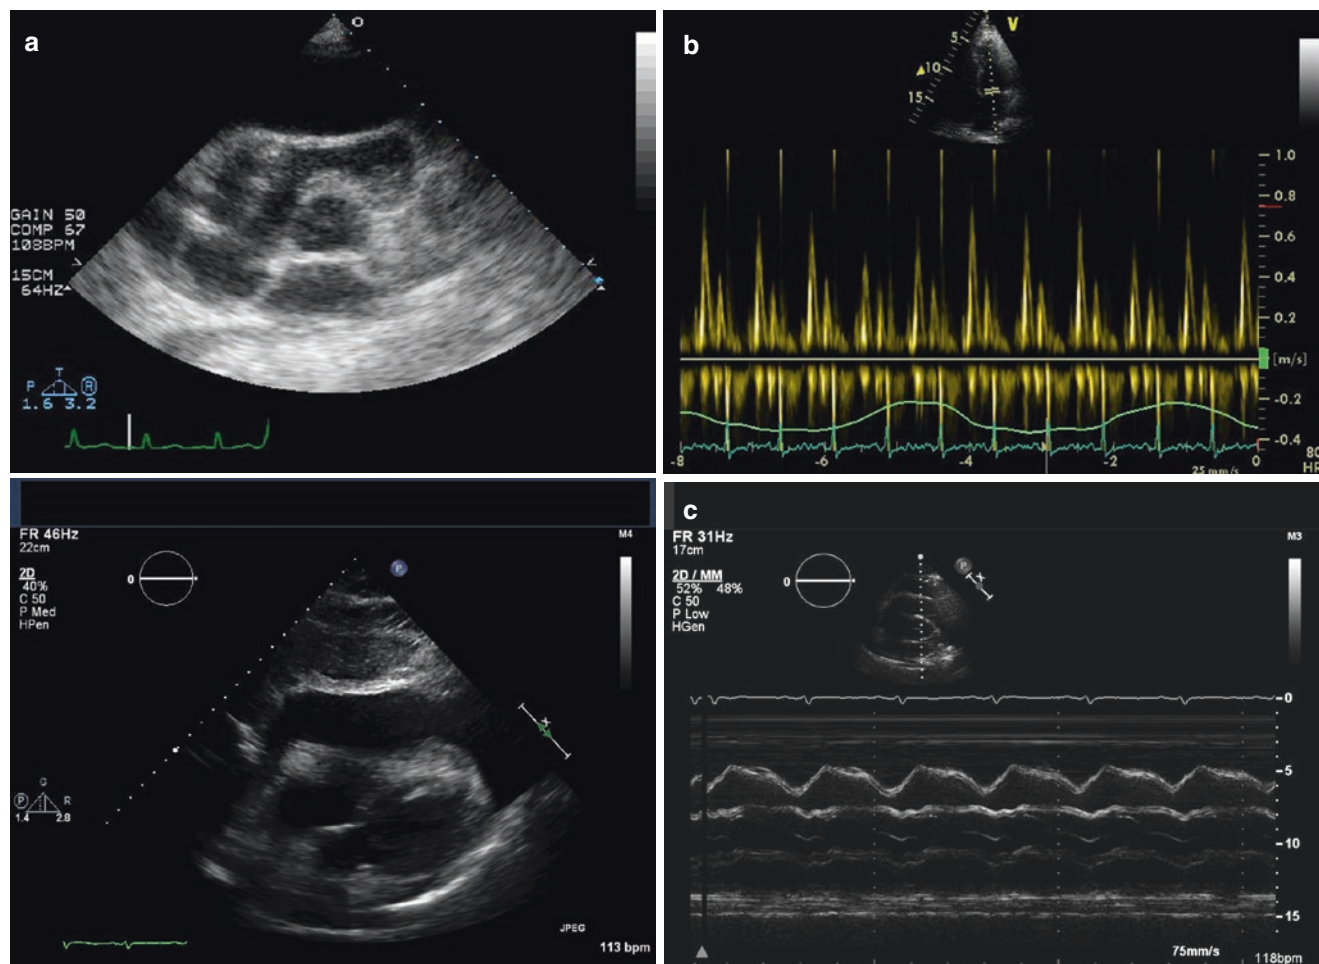 a
GAIN 50
COMP 67
108BPM
15CM
64HZ
T
P R
1.6 3.2
b
V
5
10
15
1.0
0.8
0.6
0.4
0.2
[m/s]
-0.2
-0.4
-8 -6 -4 -2 0
25 mm/s
80
HR
FR 46Hz
22cm
2D
40%
C 50
P Med
HPen
M4
0
P
X
G
P R
1.4 2.8
JPEG
113 bpm
c
FR 31Hz
17cm
2D / MM
52% 48%
C 50
P Low
HGen
M3
0
P
X
0
5
10
15
75mm/s
118bpm